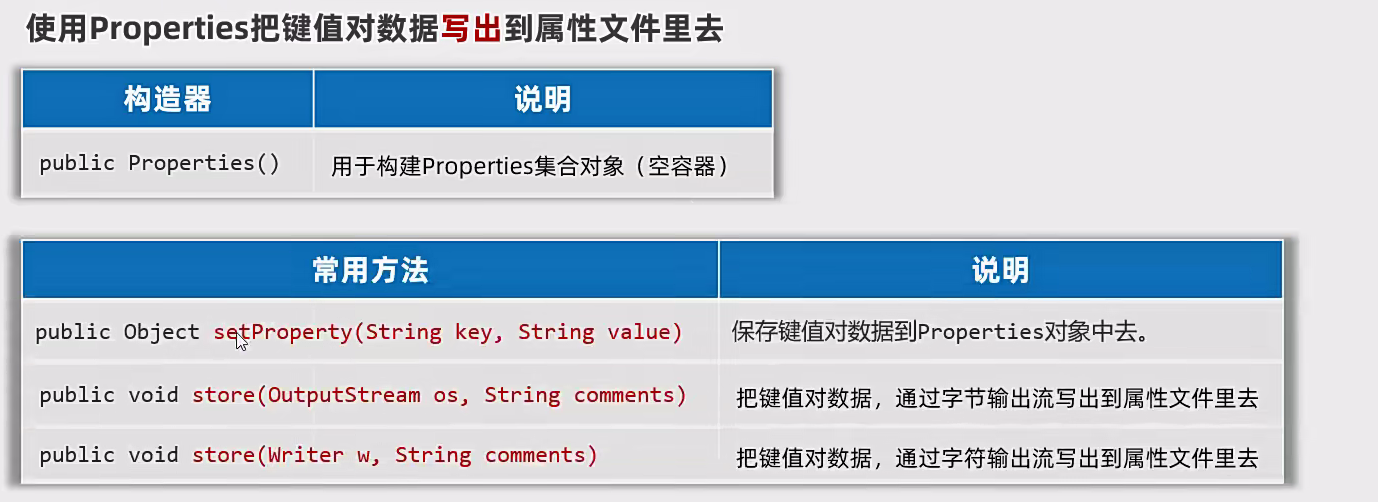 使用Properties把键值对数据写出到属性文件里去
构造器 说明
public Properties() 用于构建Properties集合对象（空容器）
常用方法 说明
public Object setProperty(String key, String value) 保存键值对数据到Properties对象中去。
public void store(OutputStream os, String comments) 把键值对数据，通过字节输出流写出到属性文件里去
public void store(Writer w, String comments) 把键值对数据，通过字符输出流写出到属性文件里去